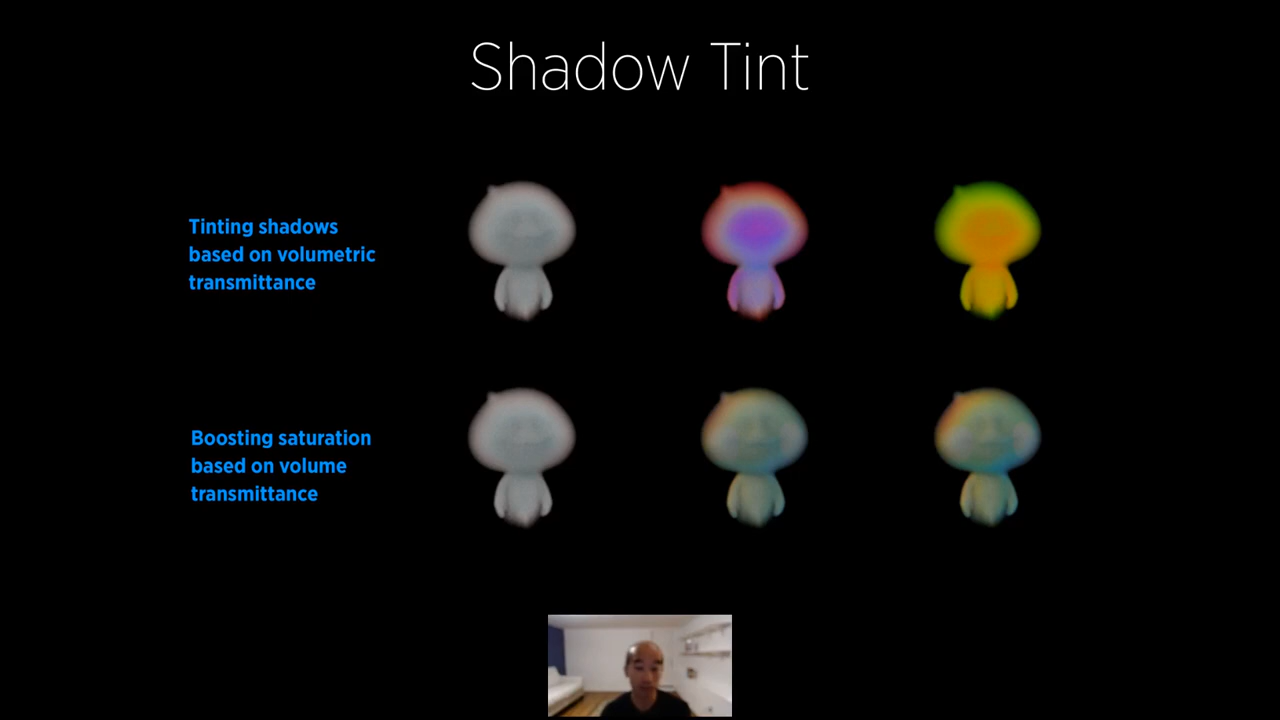 Shadow Tint
Tinting shadows
based on volumetric
transmittance
Boosting saturation
based on volume
transmittance